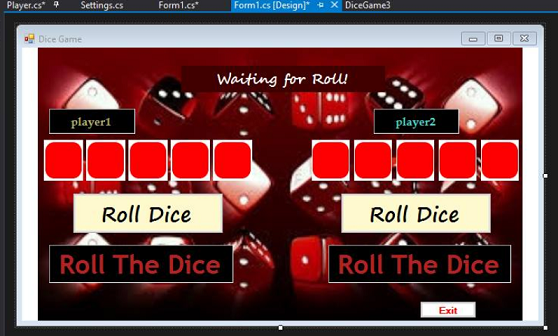 Player.cs* Settings.cs Form1.cs* Form1.cs [Design]* DiceGame3
Dice Game
Waiting for Roll!
player1 player2
Roll Dice Roll Dice
Roll The Dice Roll The Dice
Exit